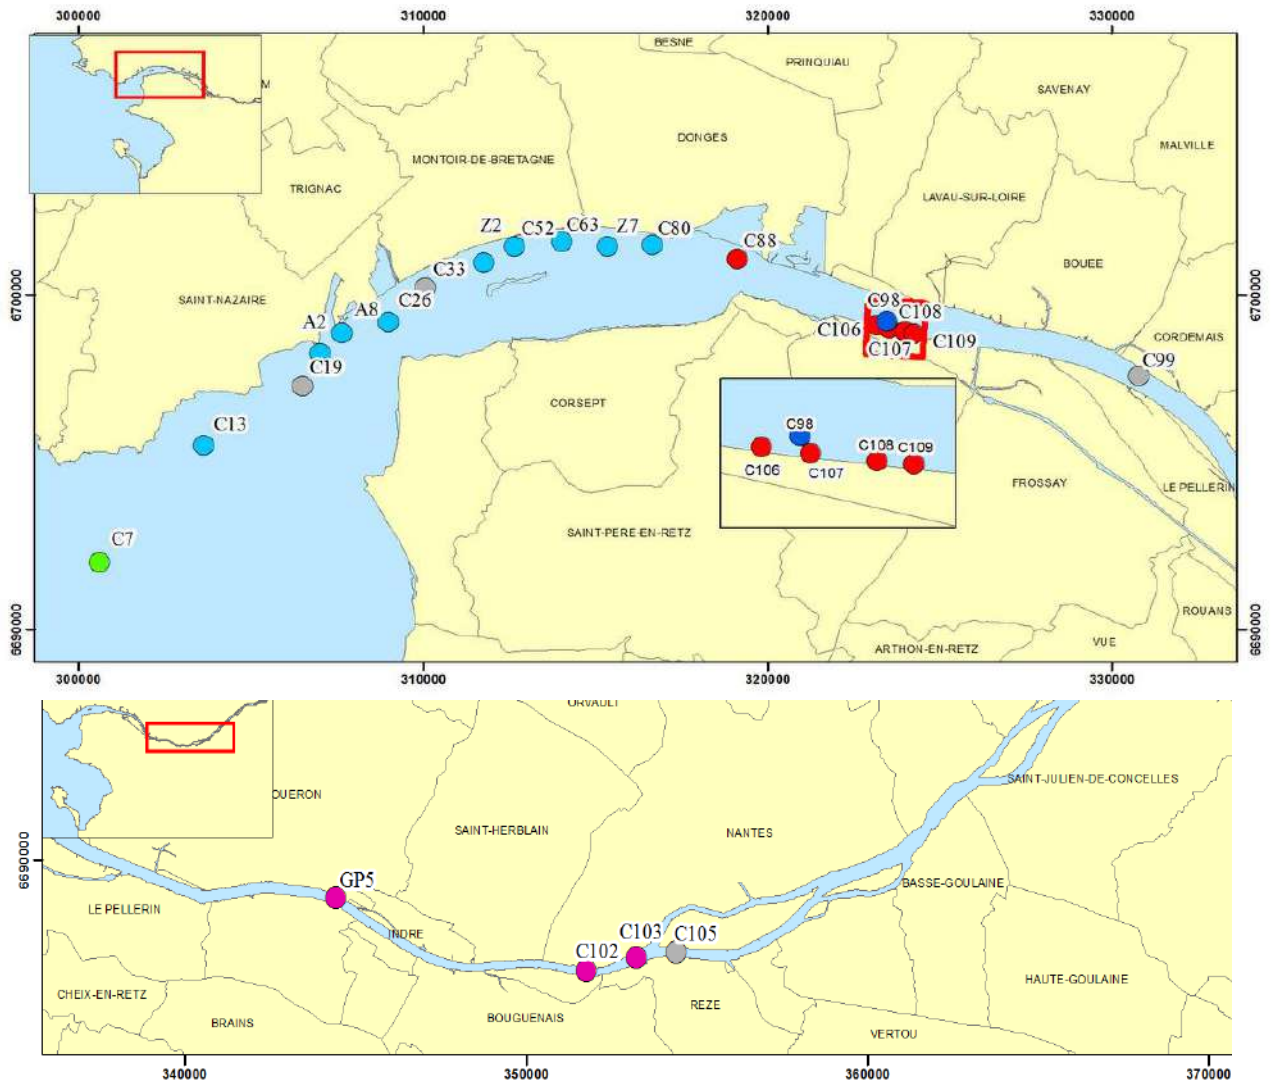 300000 310000 320000 330000
BESNE
PRINQUIAU
M
SAVENAY
DONGES
MALVILLE
MONTOIR-DE-BRETAGNE
TRIGNAC
LAVAU-SUR-LOIRE
Z2 C52 C63 Z7 C80
C88
C33
BOUEE
6700000 6700000
SAINT-NAZAIRE
C26
A8
A2
C98
C108
C106
C109
CORDEMAIS
C107
C19
C99
CORSEPT
C13
C98
C108 C109
C106 C107
FROSSAY
LE PELLERIN
SAINT-PERE-EN-RETZ
C7
ROUANS
6690000 6690000
VUE
ARTHON-EN-RETZ
300000 310000 320000 330000
ORVAULT
SAINT-JULIEN-DE-CONCELLES
OUERON
SAINT-HERBLAIN
NANTES
6690000
GP5
BASSE-GOULAINE
LE PELLERIN
INDRE
C103 C105
C102
HAUTE-GOULAINE
CHEIX-EN-RETZ
REZE
BOUGUENAIS
BRAINS
VERTOU
340000 350000 360000 370000